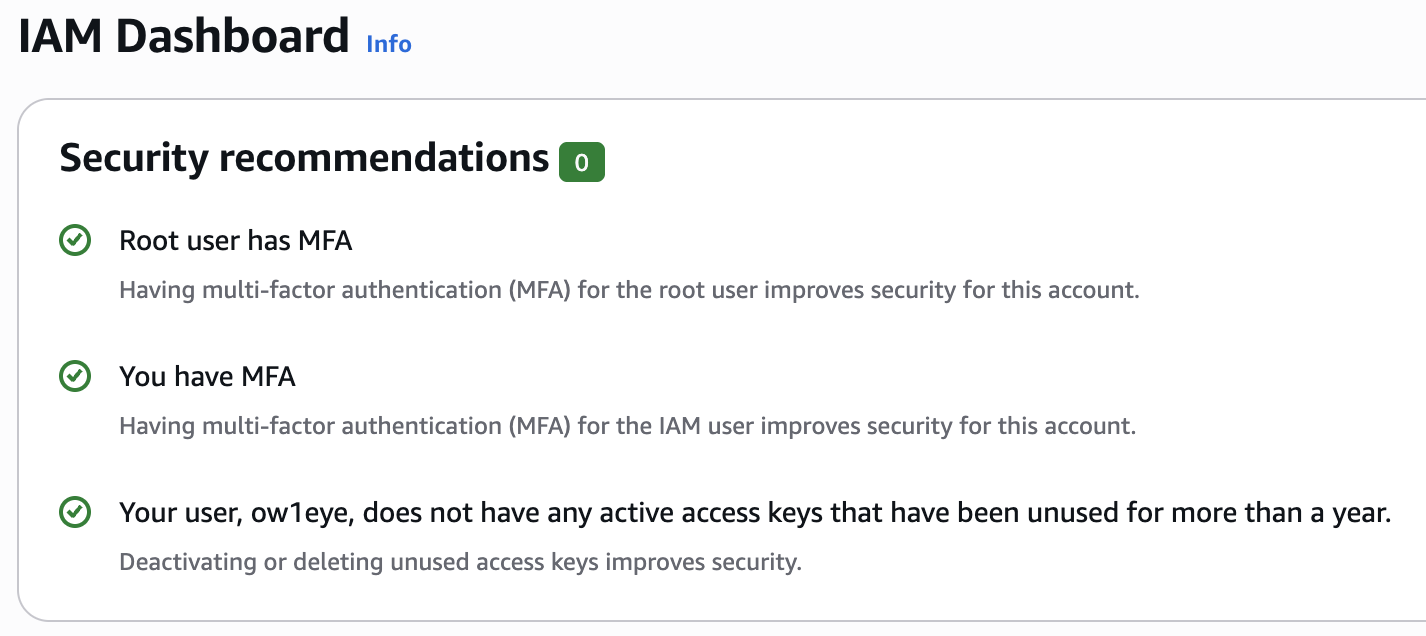 IAM Dashboard Info
Security recommendations 0
Root user has MFA
Having multi-factor authentication (MFA) for the root user improves security for this account.
You have MFA
Having multi-factor authentication (MFA) for the IAM user improves security for this account.
Your user, ow1eye, does not have any active access keys that have been unused for more than a year.
Deactivating or deleting unused access keys improves security.